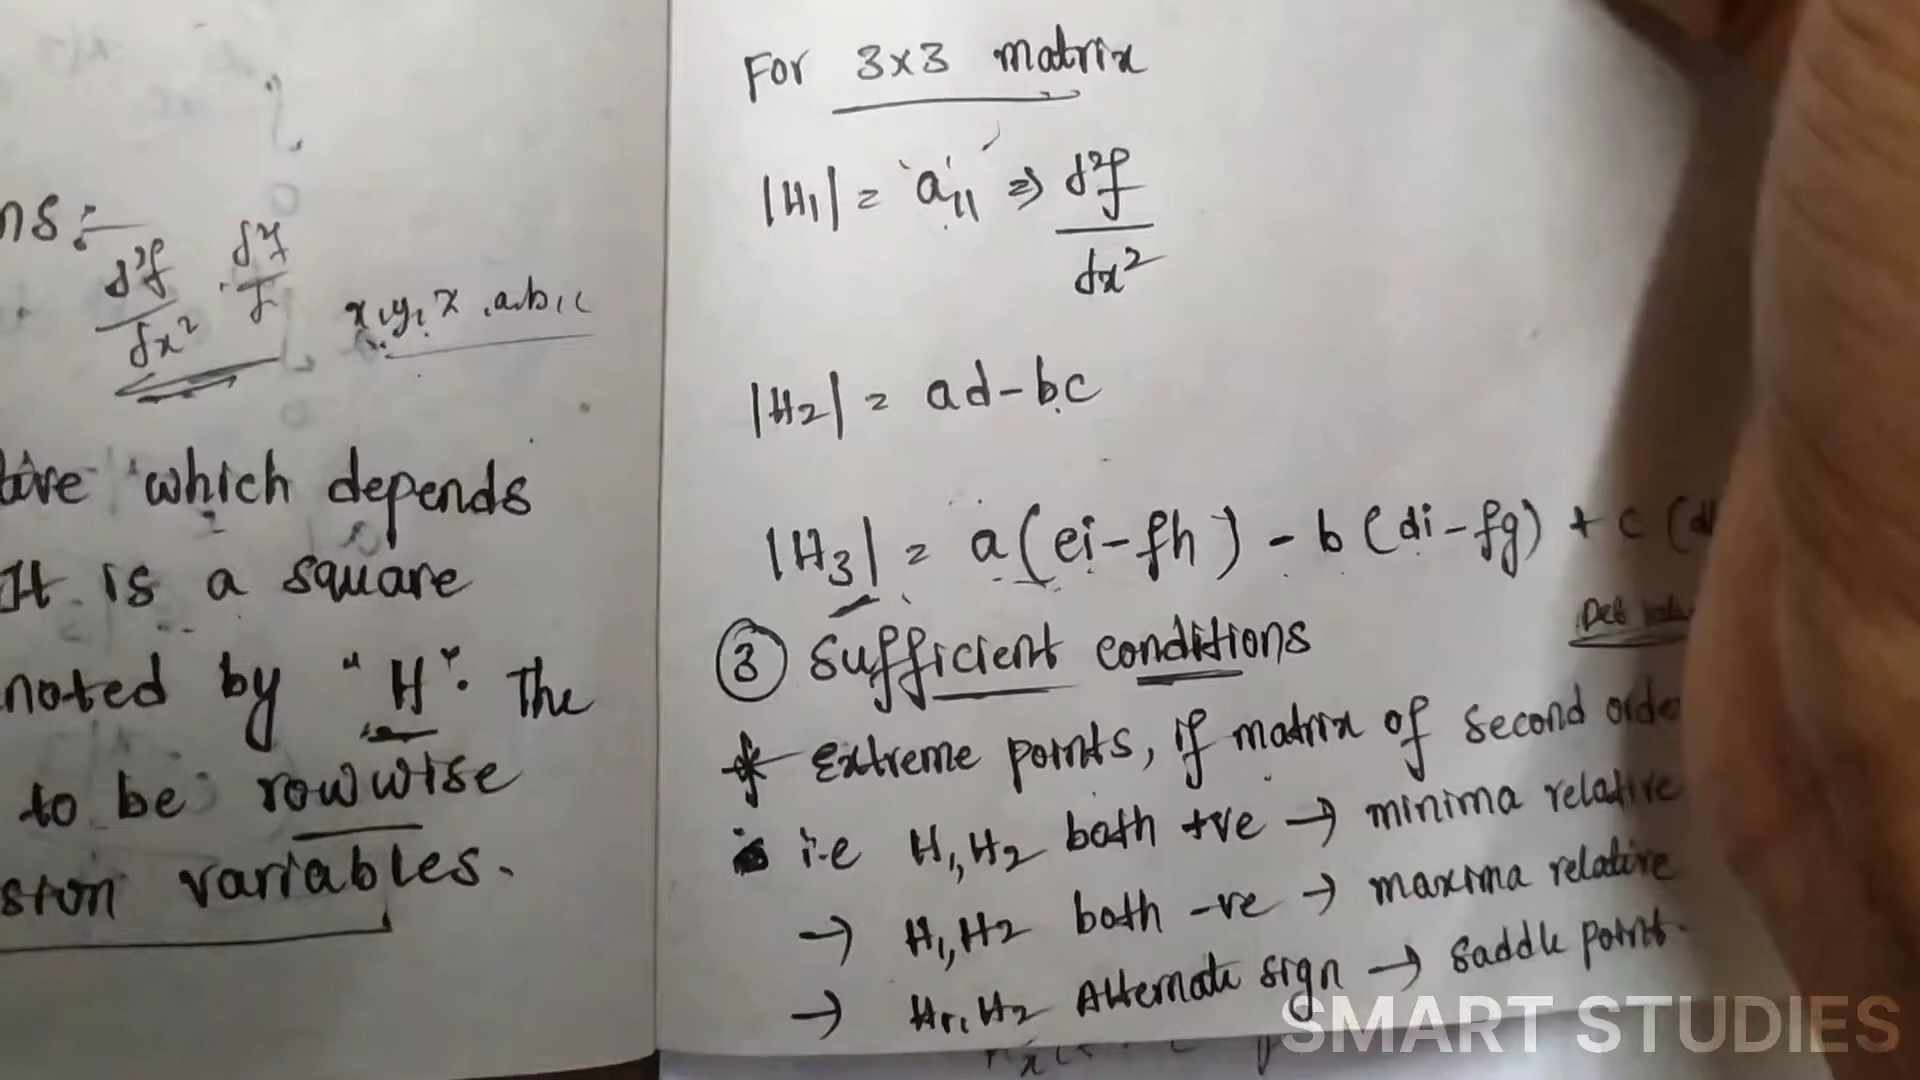 ns:-
d²f
dx²
x, y, z, a, b, c
which depends
It is a square
noted by "H". The
to be rowwise
variables.
For 3x3 matrix
|H1| = a11 ⇒ d²f
dx²
|H2| = ad-bc
|H3| = a(ei-fh) - b(di-fg) + c(
③ Sufficient conditions
* Extreme points, if matrix of second orde
i.e H1, H2 both +ve → minima relative
→ H1, H2 both -ve → maxima relative
→ H1, H2 Alternate sign → saddle point.
SMART STUDIES